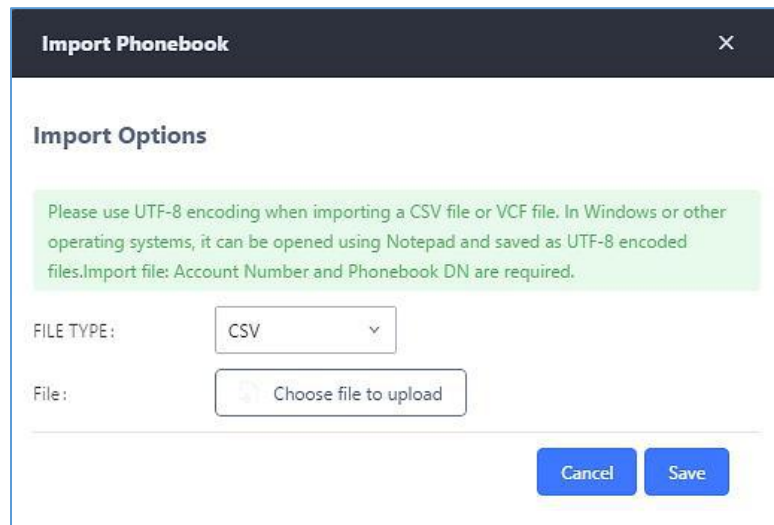 Import Phonebook
Import Options
Please use UTF-8 encoding when importing a CSV file or VCF file. In Windows or other
operating systems, it can be opened using Notepad and saved as UTF-8 encoded
files.Import file: Account Number and Phonebook DN are required.
FILE TYPE: CSV
File: Choose file to upload
Cancel Save